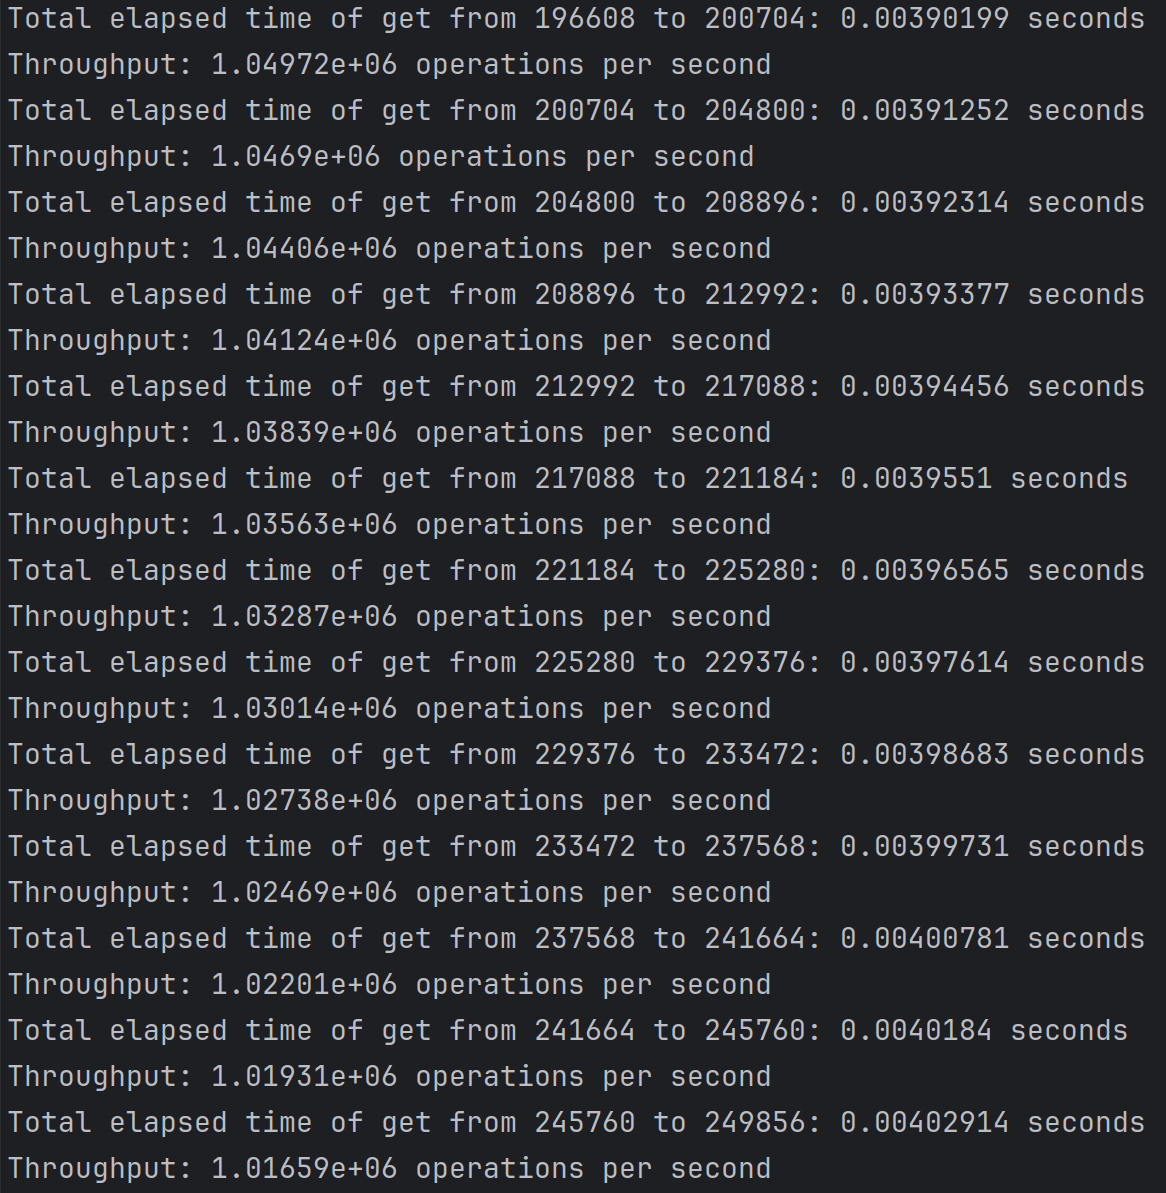 Total elapsed time of get from 196608 to 200704: 0.00390199 seconds
Throughput: 1.04972e+06 operations per second
Total elapsed time of get from 200704 to 204800: 0.00391252 seconds
Throughput: 1.0469e+06 operations per second
Total elapsed time of get from 204800 to 208896: 0.00392314 seconds
Throughput: 1.04406e+06 operations per second
Total elapsed time of get from 208896 to 212992: 0.00393377 seconds
Throughput: 1.04124e+06 operations per second
Total elapsed time of get from 212992 to 217088: 0.00394456 seconds
Throughput: 1.03839e+06 operations per second
Total elapsed time of get from 217088 to 221184: 0.0039551 seconds
Throughput: 1.03563e+06 operations per second
Total elapsed time of get from 221184 to 225280: 0.00396565 seconds
Throughput: 1.03287e+06 operations per second
Total elapsed time of get from 225280 to 229376: 0.00397614 seconds
Throughput: 1.03014e+06 operations per second
Total elapsed time of get from 229376 to 233472: 0.00398683 seconds
Throughput: 1.02738e+06 operations per second
Total elapsed time of get from 233472 to 237568: 0.00399731 seconds
Throughput: 1.02469e+06 operations per second
Total elapsed time of get from 237568 to 241664: 0.00400781 seconds
Throughput: 1.02201e+06 operations per second
Total elapsed time of get from 241664 to 245760: 0.0040184 seconds
Throughput: 1.01931e+06 operations per second
Total elapsed time of get from 245760 to 249856: 0.00402914 seconds
Throughput: 1.01659e+06 operations per second